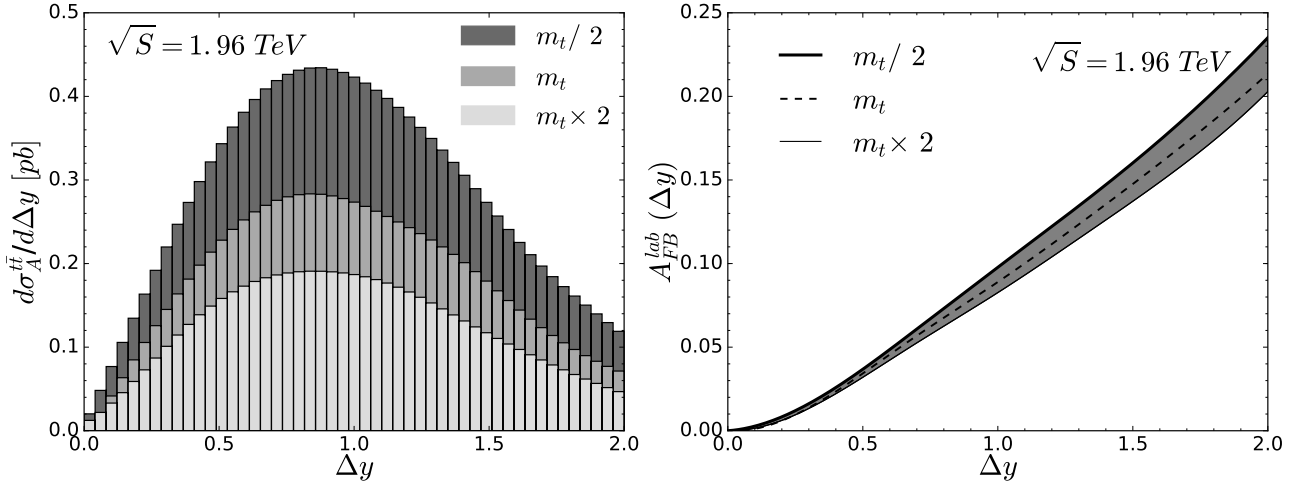 √S = 1.96 TeV
m_t / 2
m_t
m_t × 2
dσ_A^{tt̄}/dΔy [pb]
0.5
0.4
0.3
0.2
0.1
0.0
0.0 0.5 1.0 1.5 2.0
Δy
√S = 1.96 TeV
m_t / 2
m_t
m_t × 2
A_{FB}^{lab} (Δy)
0.25
0.20
0.15
0.10
0.05
0.00
0.0 0.5 1.0 1.5 2.0
Δy